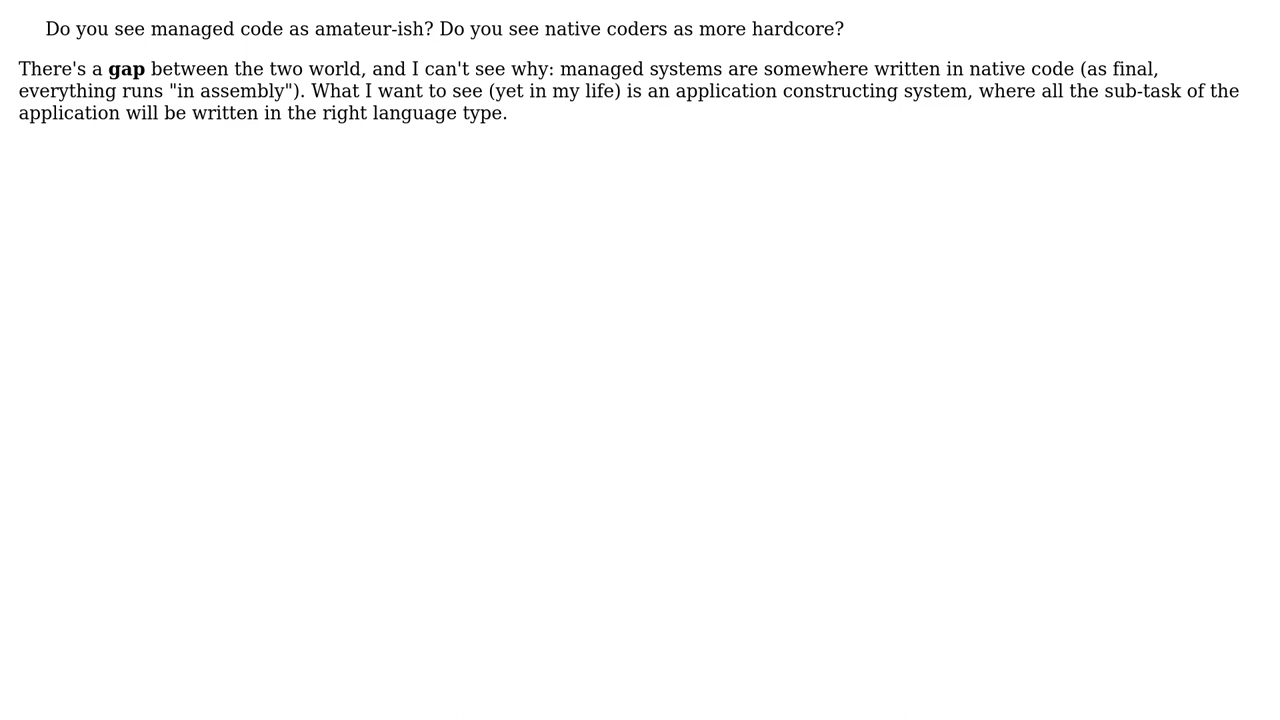 Do you see managed code as amateur-ish? Do you see native coders as more hardcore?
There's a gap between the two world, and I can't see why: managed systems are somewhere written in native code (as final,
everything runs "in assembly"). What I want to see (yet in my life) is an application constructing system, where all the sub-task of the
application will be written in the right language type.